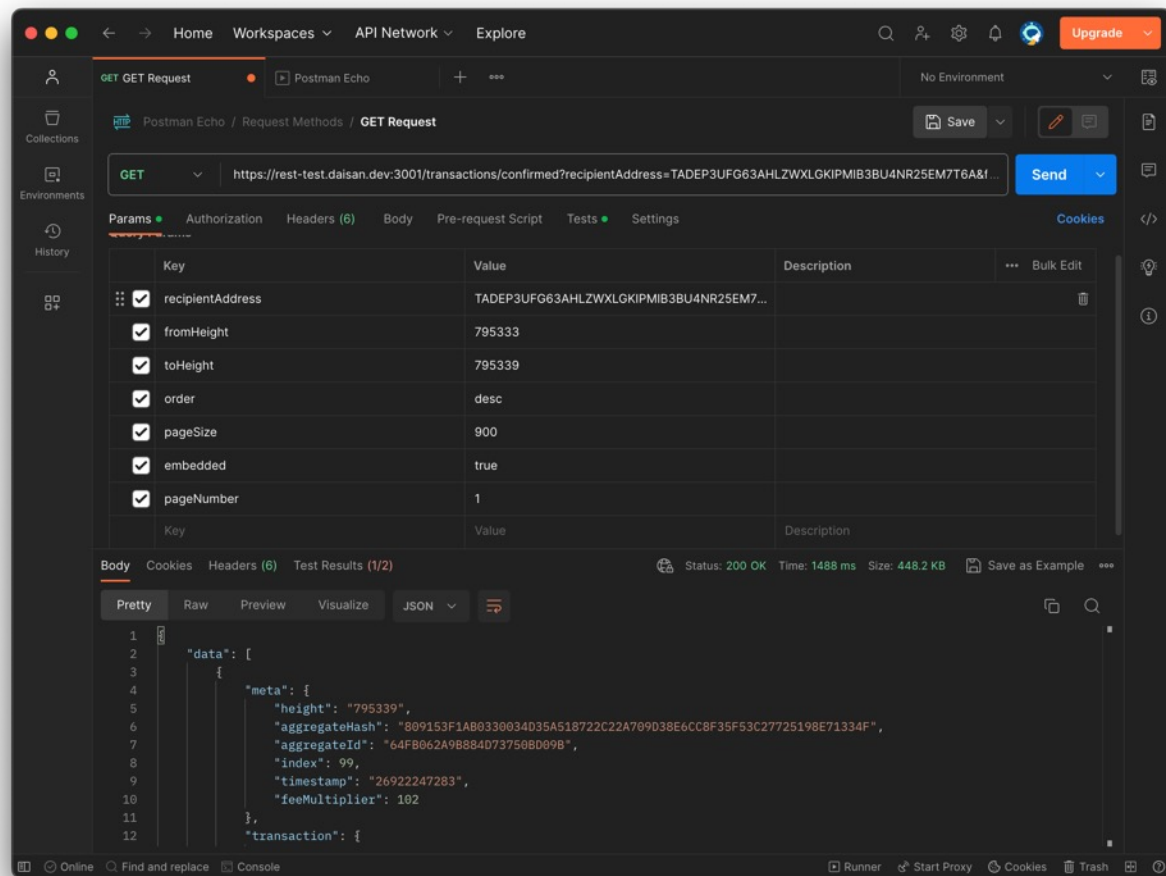 Home Workspaces API Network Explore Upgrade
GET GET Request Postman Echo No Environment
Postman Echo / Request Methods / GET Request Save
Collections
Environments
History
GET https://rest-test.daisan.dev:3001/transactions/confirmed?recipientAddress=TADEP3UFG63AHLZWXLGKIPMIB3BU4NR25EM7T6A&f... Send
Params Authorization Headers (6) Body Pre-request Script Tests Settings Cookies
Key Value Description Bulk Edit
recipientAddress TADEP3UFG63AHLZWXLGKIPMIB3BU4NR25EM7...
fromHeight 795333
toHeight 795339
order desc
pageSize 900
embedded true
pageNumber 1
Key Value Description
Body Cookies Headers (6) Test Results (1/2) Status: 200 OK Time: 1488 ms Size: 448.2 KB Save as Example
Pretty Raw Preview Visualize JSON
1 {
2 "data": [
3 {
4 "meta": {
5 "height": "795339",
6 "aggregateHash": "809153F1AB0330034D35A518722C22A709D38E6CC8F35F53C27725198E71334F",
7 "aggregateId": "64FB062A9B884D73750BD09B",
8 "index": 99,
9 "timestamp": "26922247283",
10 "feeMultiplier": 102
11 },
12 "transaction": {
Online Find and replace Console Runner Start Proxy Cookies Trash